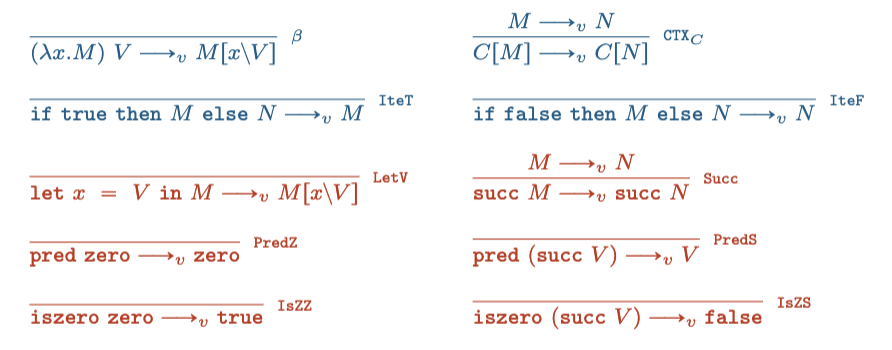 (λx.M) V ⟶ᵥ M[x\V] β
M ⟶ᵥ N
C[M] ⟶ᵥ C[N] CTX_C
if true then M else N ⟶ᵥ M IteT
if false then M else N ⟶ᵥ N IteF
let x = V in M ⟶ᵥ M[x\V] LetV
M ⟶ᵥ N
succ M ⟶ᵥ succ N Succ
pred zero ⟶ᵥ zero PredZ
pred (succ V) ⟶ᵥ V PredS
iszero zero ⟶ᵥ true IsZZ
iszero (succ V) ⟶ᵥ false IsZS